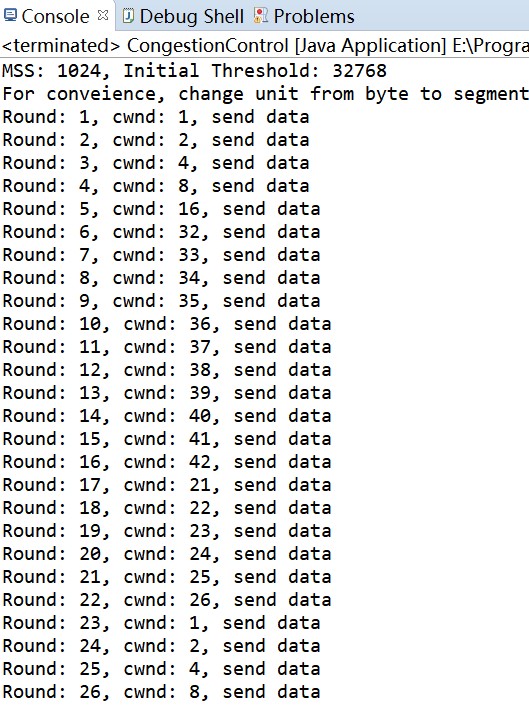 Console Debug Shell Problems
<terminated> CongestionControl [Java Application] E:\Progra
MSS: 1024, Initial Threshold: 32768
For conveience, change unit from byte to segment
Round: 1, cwnd: 1, send data
Round: 2, cwnd: 2, send data
Round: 3, cwnd: 4, send data
Round: 4, cwnd: 8, send data
Round: 5, cwnd: 16, send data
Round: 6, cwnd: 32, send data
Round: 7, cwnd: 33, send data
Round: 8, cwnd: 34, send data
Round: 9, cwnd: 35, send data
Round: 10, cwnd: 36, send data
Round: 11, cwnd: 37, send data
Round: 12, cwnd: 38, send data
Round: 13, cwnd: 39, send data
Round: 14, cwnd: 40, send data
Round: 15, cwnd: 41, send data
Round: 16, cwnd: 42, send data
Round: 17, cwnd: 21, send data
Round: 18, cwnd: 22, send data
Round: 19, cwnd: 23, send data
Round: 20, cwnd: 24, send data
Round: 21, cwnd: 25, send data
Round: 22, cwnd: 26, send data
Round: 23, cwnd: 1, send data
Round: 24, cwnd: 2, send data
Round: 25, cwnd: 4, send data
Round: 26, cwnd: 8, send data